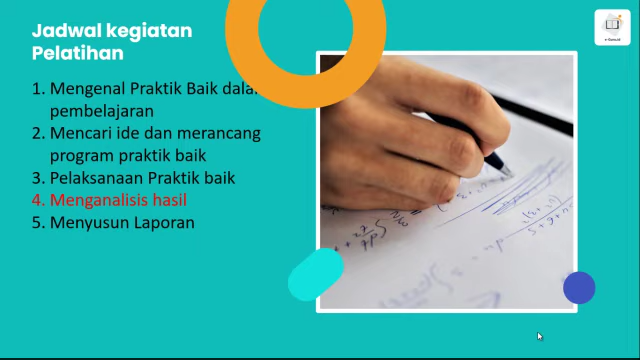 Jadwal kegiatan
Pelatihan
1. Mengenal Praktik Baik dalam
pembelajaran
2. Mencari ide dan merancang
program praktik baik
3. Pelaksanaan Praktik baik
4. Menganalisis hasil
5. Menyusun Laporan